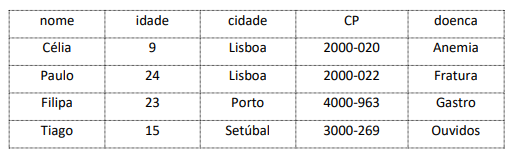 nome idade cidade CP doenca
Célia 9 Lisboa 2000-020 Anemia
Paulo 24 Lisboa 2000-022 Fratura
Filipa 23 Porto 4000-963 Gastro
Tiago 15 Setúbal 3000-269 Ouvidos